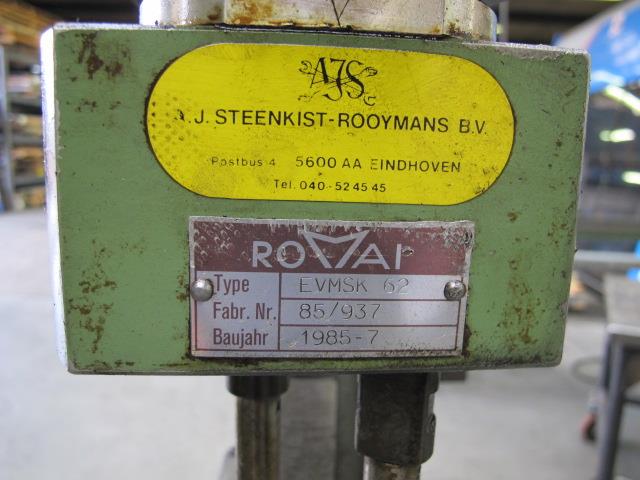 AJS
A.J. STEENKIST-ROOYMANS B.V.
Postbus 4 5600 AA EINDHOVEN
Tel. 040-524545
ROVAI
Type EVMSK 62
Fabr. Nr. 85/937
Baujahr 1985-7